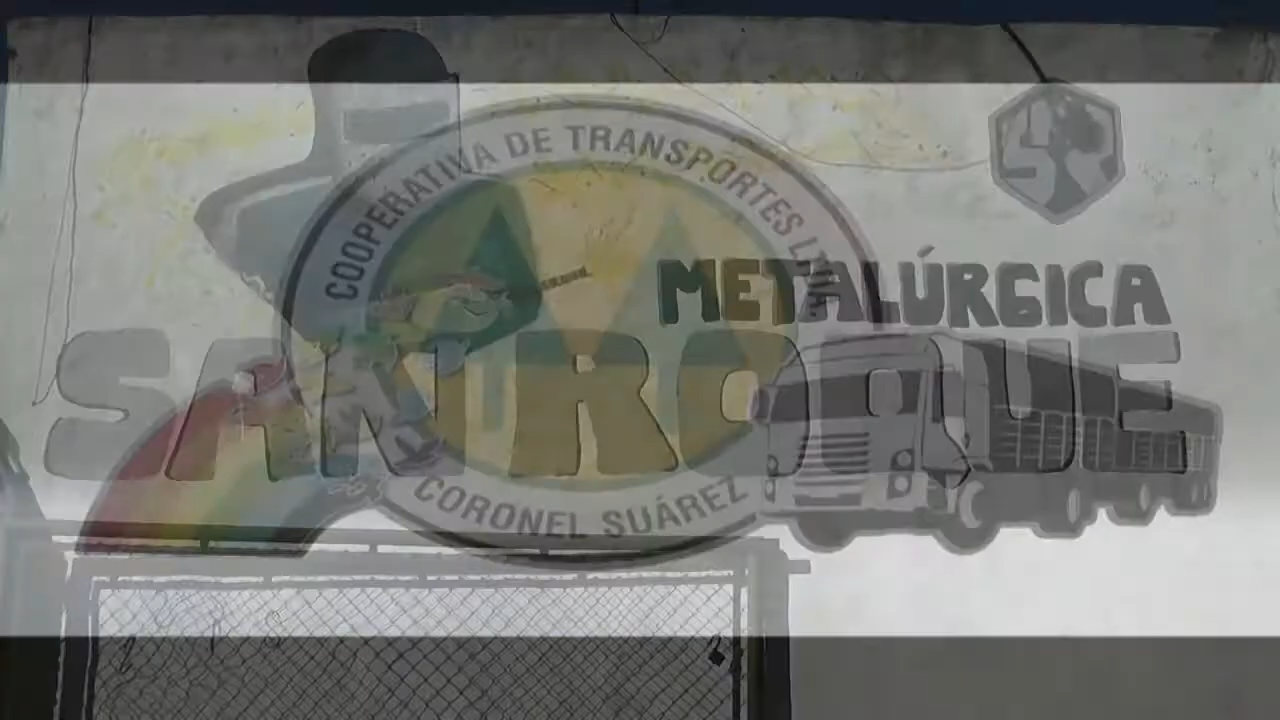 COOPERATIVA DE TRANSPORTES LTDA.
METALÚRGICA
SAN ROQUE
CORONEL SUÁREZ